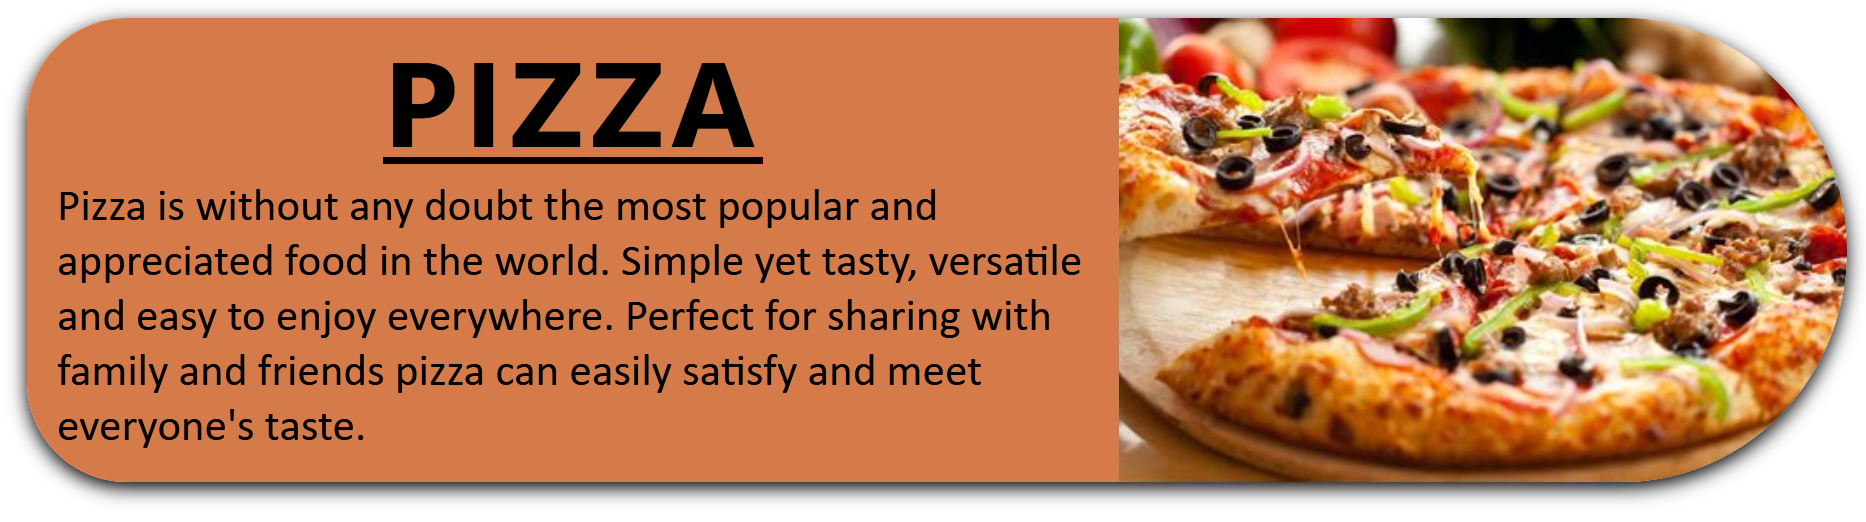 PIZZA
Pizza is without any doubt the most popular and
appreciated food in the world. Simple yet tasty, versatile
and easy to enjoy everywhere. Perfect for sharing with
family and friends pizza can easily satisfy and meet
everyone's taste.